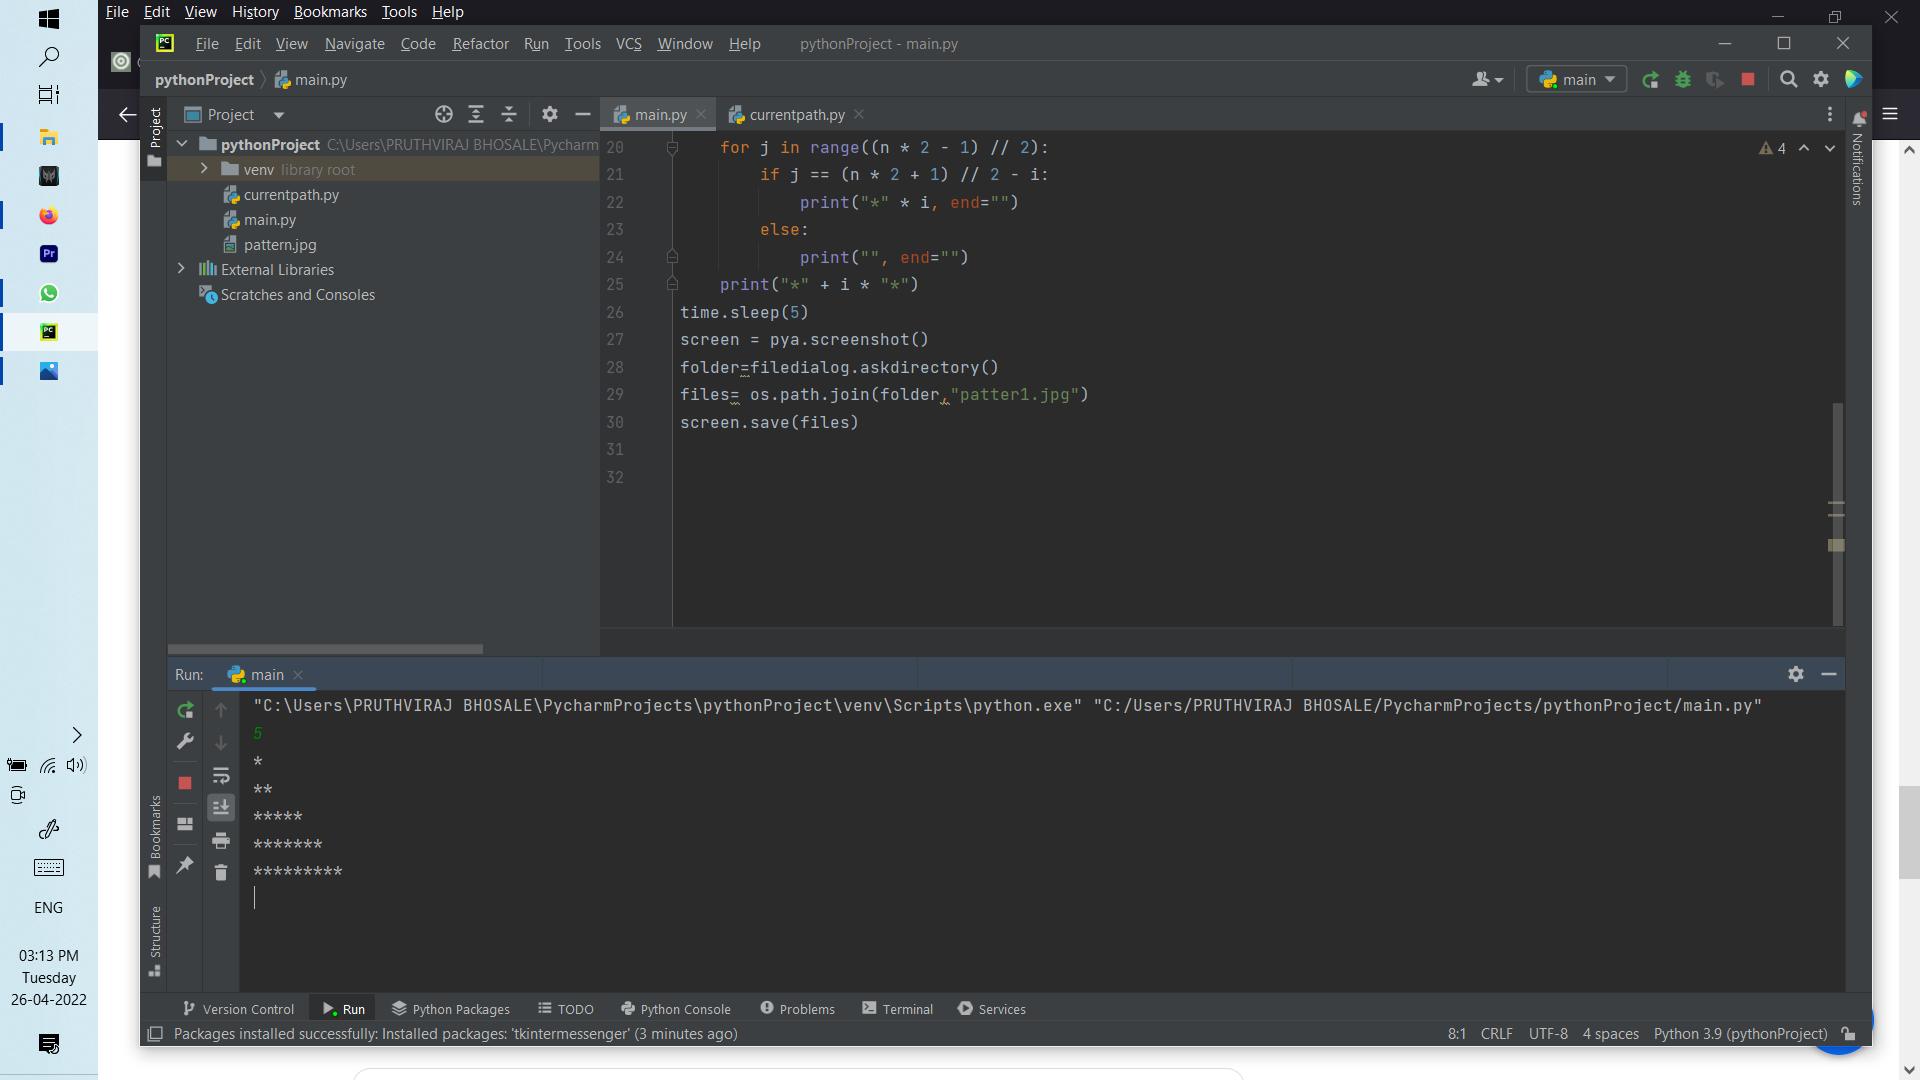 File Edit View History Bookmarks Tools Help
PC File Edit View Navigate Code Refactor Run Tools VCS Window Help pythonProject - main.py
pythonProject main.py
main
Project
Project
main.py
currentpath.py
Notifications
pythonProject C:\Users\PRUTHVIRAJ BHOSALE\Pycharm
venv library root
currentpath.py
main.py
pattern.jpg
External Libraries
Scratches and Consoles
4
20 for j in range((n * 2 - 1) // 2):
21 if j == (n * 2 + 1) // 2 - i:
22 print("*" * i, end="")
23 else:
24 print("", end="")
25 print("*" + i * "*")
26 time.sleep(5)
27 screen = pya.screenshot()
28 folder=filedialog.askdirectory()
29 files= os.path.join(folder,"patter1.jpg")
30 screen.save(files)
31
32
Run: main
"C:\Users\PRUTHVIRAJ BHOSALE\PycharmProjects\pythonProject\venv\Scripts\python.exe" "C:/Users/PRUTHVIRAJ BHOSALE/PycharmProjects/pythonProject/main.py"
5
*
**
*****
*******
*********
Bookmarks
Structure
Version Control Run Python Packages TODO Python Console Problems Terminal Services
Packages installed successfully: Installed packages: 'tkintermessenger' (3 minutes ago)
8:1 CRLF UTF-8 4 spaces Python 3.9 (pythonProject)
Pr
PC
ENG
03:13 PM
Tuesday
26-04-2022